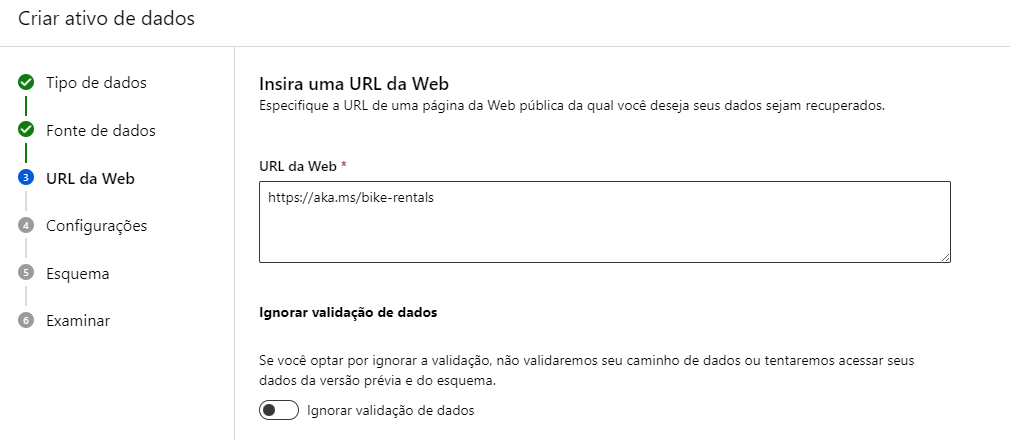 Criar ativo de dados
Tipo de dados
Fonte de dados
3 URL da Web
4 Configurações
5 Esquema
6 Examinar
Insira uma URL da Web
Especifique a URL de uma página da Web pública da qual você deseja seus dados sejam recuperados.
URL da Web *
https://aka.ms/bike-rentals
Ignorar validação de dados
Se você optar por ignorar a validação, não validaremos seu caminho de dados ou tentaremos acessar seus
dados da versão prévia e do esquema.
Ignorar validação de dados